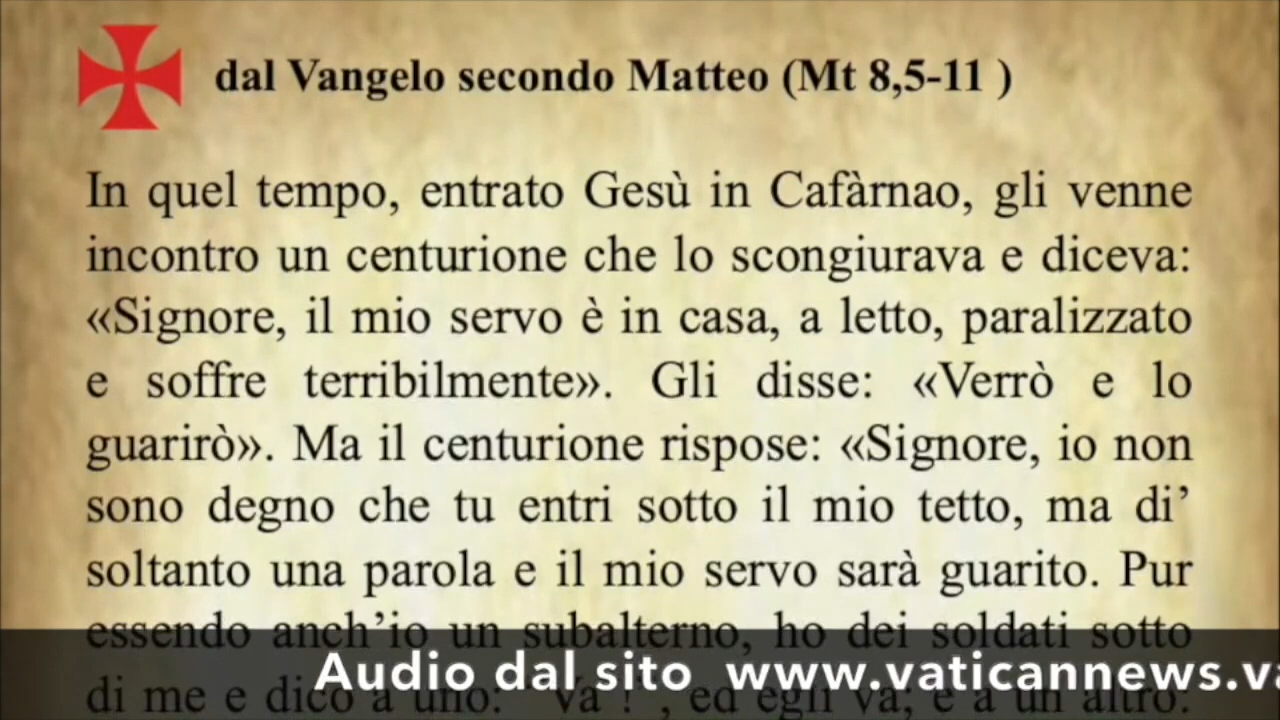 dal Vangelo secondo Matteo (Mt 8,5-11 )
In quel tempo, entrato Gesù in Cafàrnao, gli venne
incontro un centurione che lo scongiurava e diceva:
«Signore, il mio servo è in casa, a letto, paralizzato
e soffre terribilmente». Gli disse: «Verrò e lo
guarirò». Ma il centurione rispose: «Signore, io non
sono degno che tu entri sotto il mio tetto, ma di’
soltanto una parola e il mio servo sarà guarito. Pur
essendo anch’io un subalterno, ho dei soldati sotto
di me e dico a uno: "Va'!", ed egli va; e a un altro:
Audio dal sito www.vaticannews.va